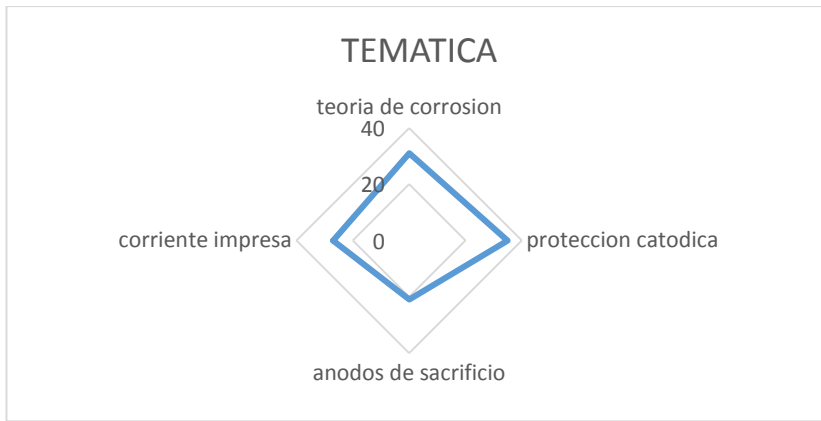 TEMATICA
teoria de corrosion
40
20
corriente impresa
0
proteccion catodica
anodos de sacrificio